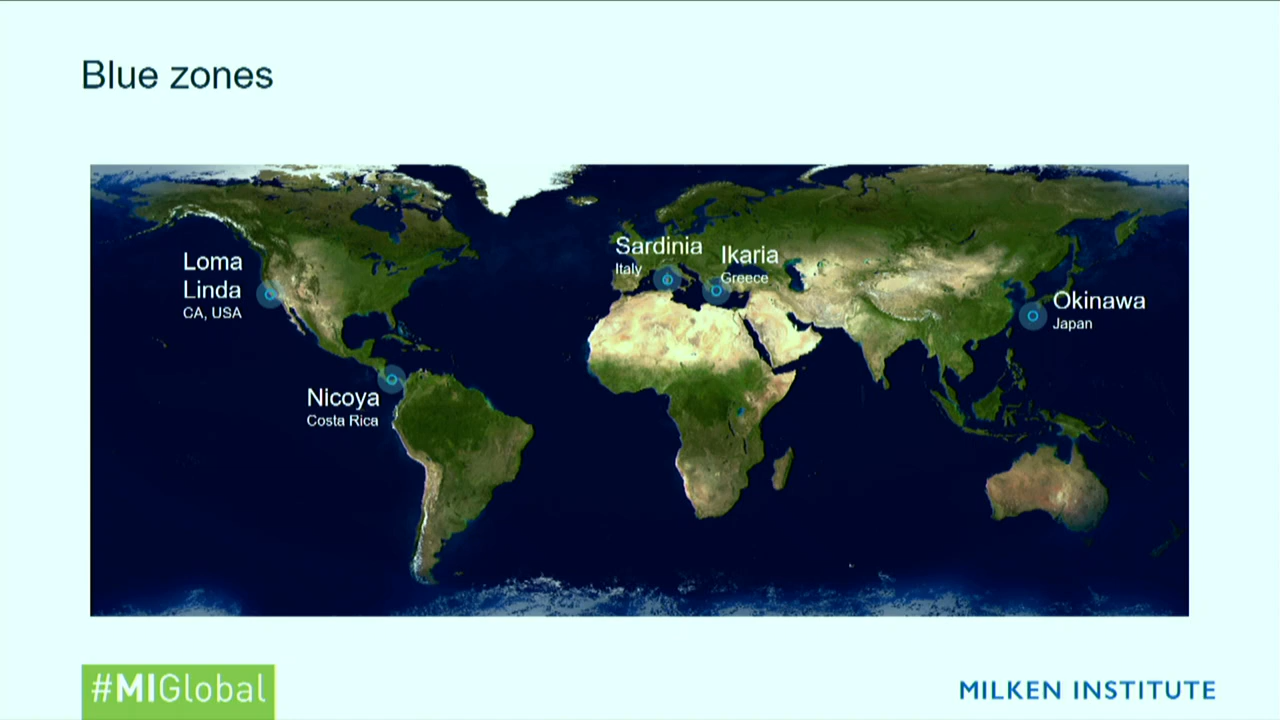 Blue zones
Loma
Linda
CA, USA
Nicoya
Costa Rica
Sardinia
Italy
Ikaria
Greece
Okinawa
Japan
#MIGlobal
MILKEN INSTITUTE